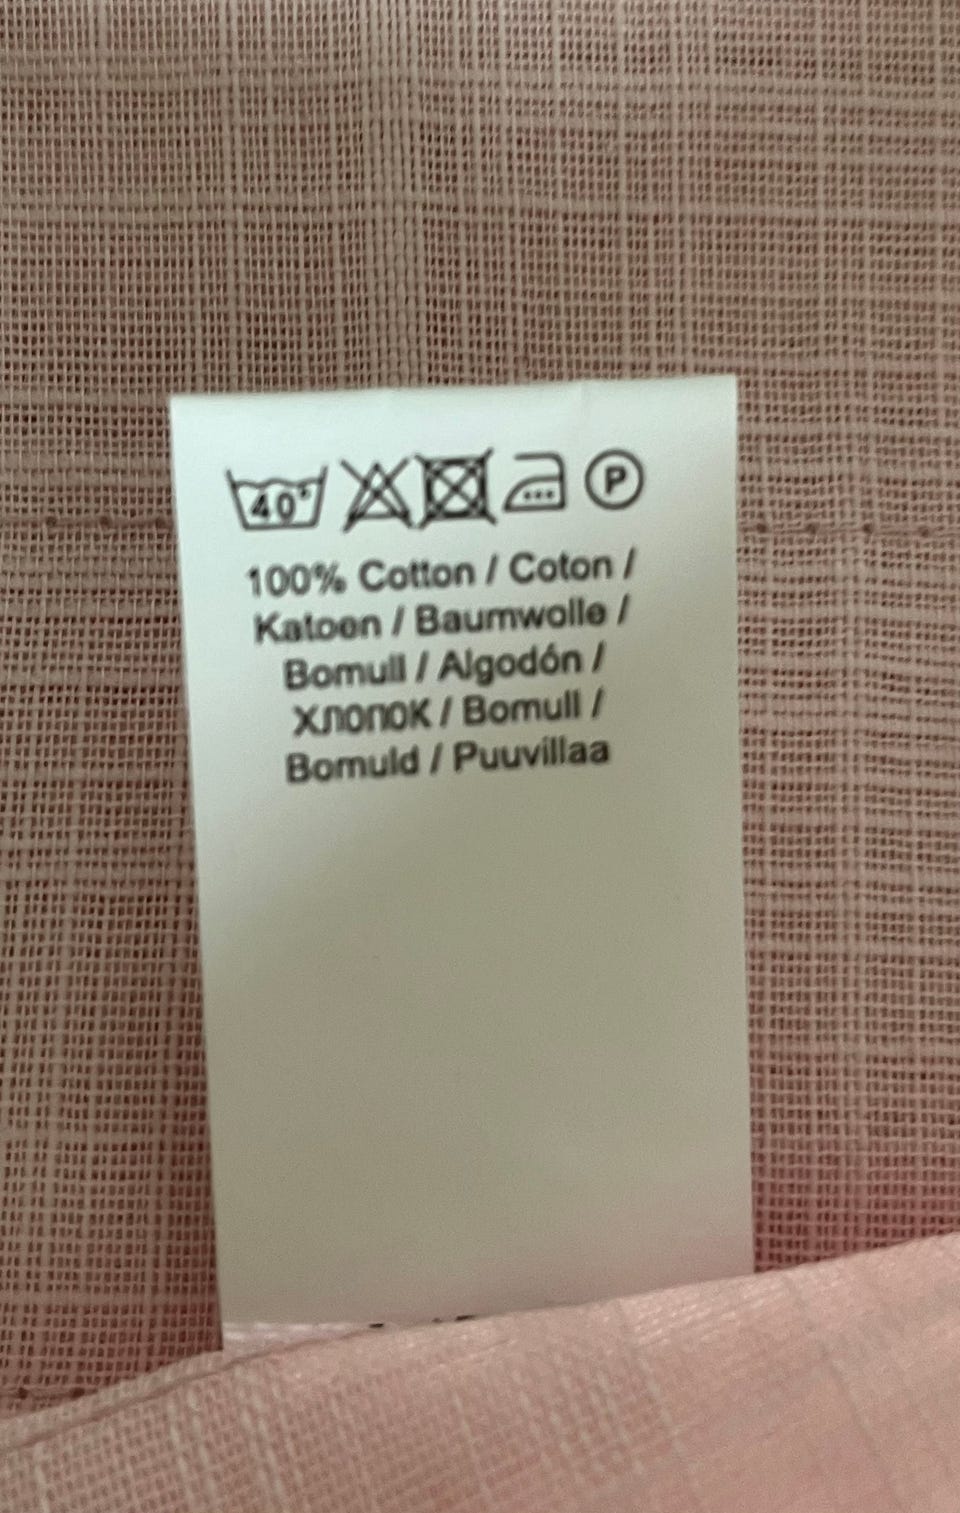 40°
P
100% Cotton / Coton /
Katoen / Baumwolle /
Bomull / Algodón /
Хлопок / Bomull /
Bomuld / Puuvillaa